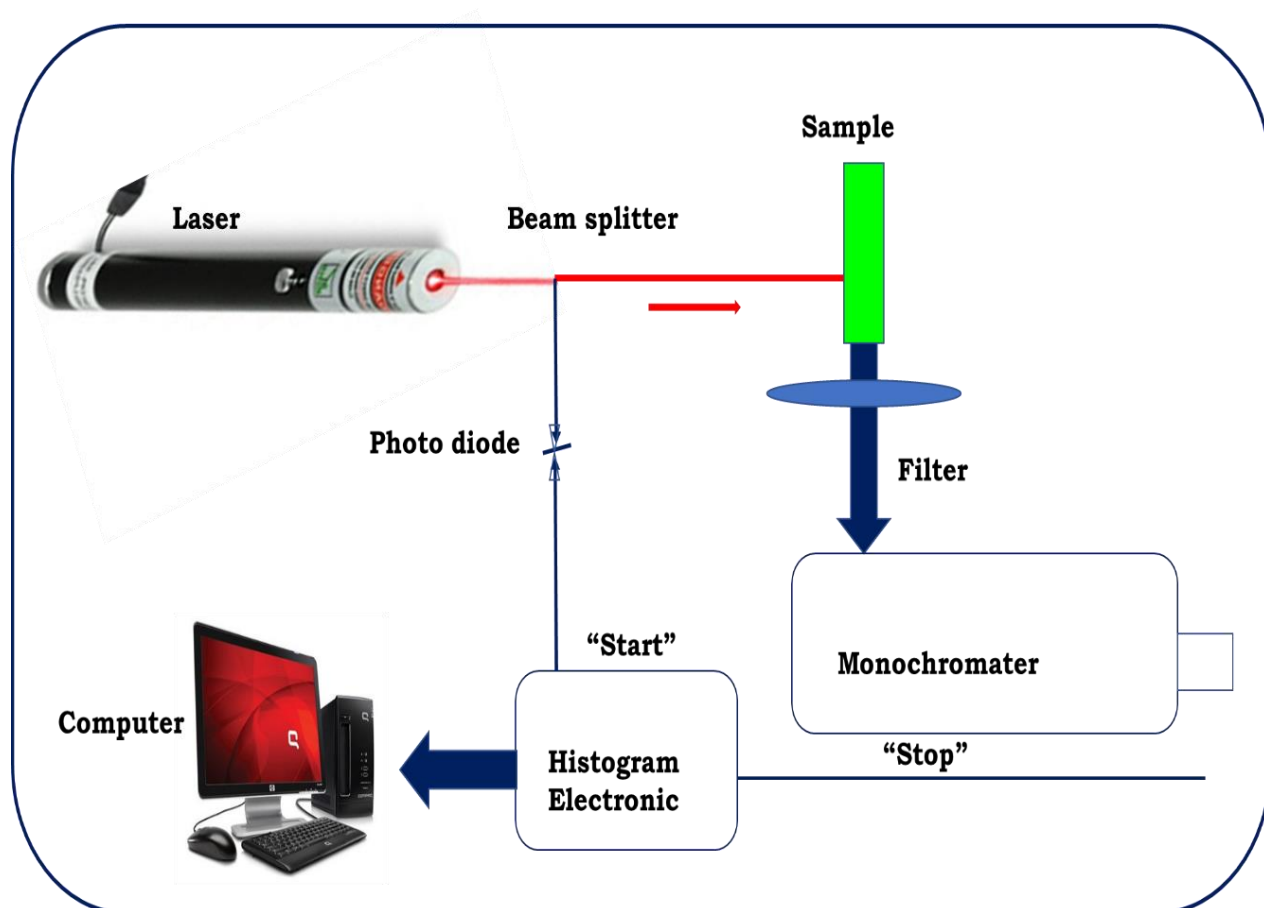 Sample
Laser
Beam splitter
Photo diode
Filter
“Start”
Monochromater
Computer
“Stop”
Histogram
Electronic